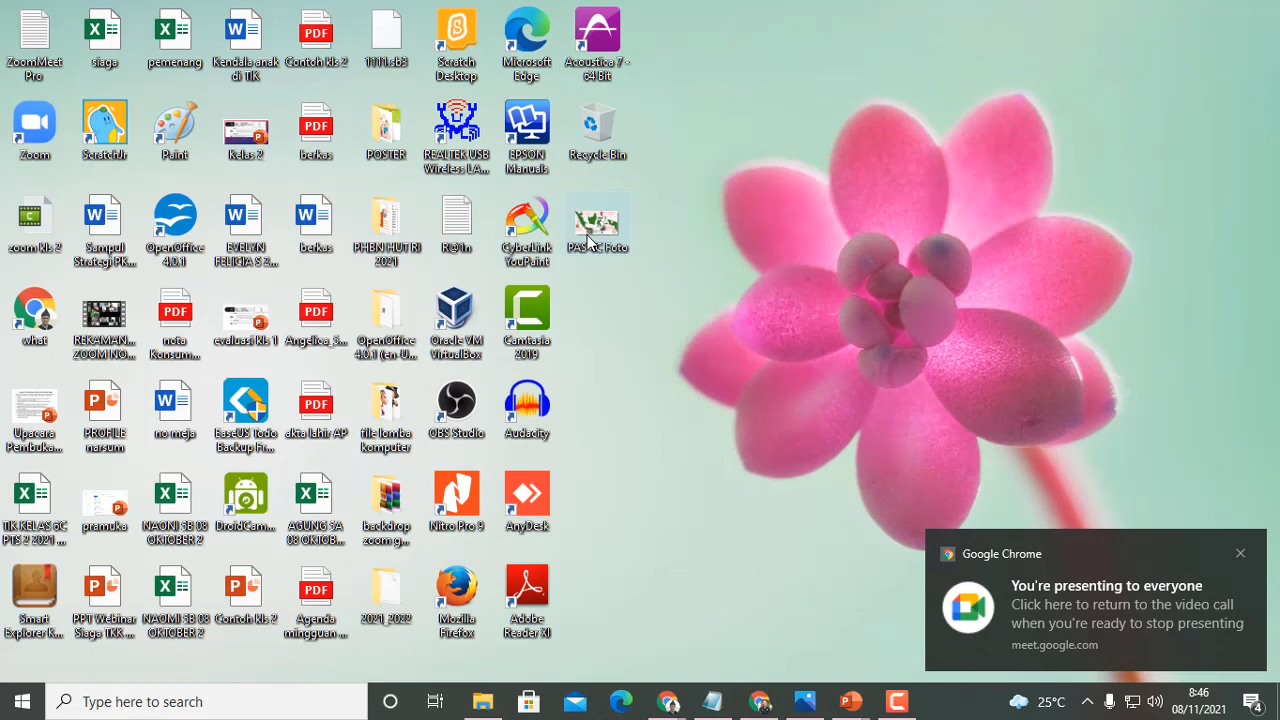 ZoomMeet
Pro
siaga
pemenang
Kendala anak
di TIK
Contoh kls 2
1111.sb3
Scratch
Desktop
Microsoft
Edge
Acoustica 7 -
64 Bit
Zoom
ScratchJr
Paint
Kelas 2
berkas
POSTER
REALTEK USB
Wireless LA...
EPSON
Manuals
Recycle Bin
zoom kls 2
Sampul
Strategi PK...
OpenOffice
4.0.1
EVELYN
FELICIA S 2...
berkas
PHBN HUT RI
2021
R@1n
CyberLink
YouPaint
PAS
Foto
what
REKAMAN...
ZOOM NO...
nota
Konsum...
evaluasi kls 1
Angelica_S...
OpenOffice
4.0.1 (en-U...
Oracle VM
VirtualBox
Camtasia
2019
Upacara
Pembuka...
PROFILE
narsum
no meja
EaseUS Todo
Backup Fr...
akta lahir AP
file lomba
komputer
OBS Studio
Audacity
TIK KELAS 6C
PTS 2 2021 ...
pramuka
NAONI 5B 08
OKTOBER 2
DroidCam...
AGUNG 5A
08 OKTOB...
backdrop
zoom g...
Nitro Pro 9
AnyDesk
Smart
Explorer K...
PPT Webinar
Siaga TKK ...
NAOMI 5B 08
OKTOBER 2
Contoh kls 2
Agenda
mingguan ...
2021_2022
Mozilla
Firefox
Adobe
Reader XI
Google Chrome
You're presenting to everyone
Click here to return to the video call
when you're ready to stop presenting
meet.google.com
Type here to search
25°C
8:46
08/11/2021
4